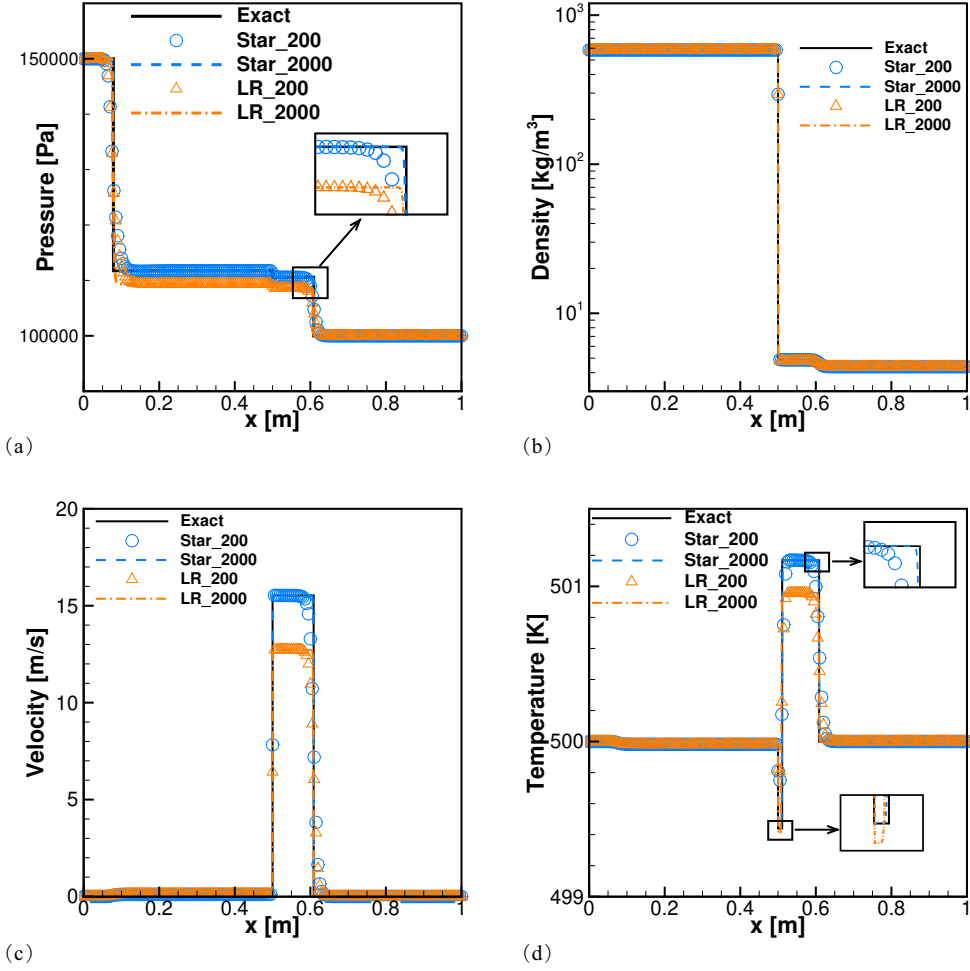 Exact
Star_200
Star_2000
LR_200
LR_2000
150000
100000
Pressure [Pa]
0
0.2
0.4
0.6
0.8
1
x [m]
(a)
10³
10²
10¹
Density [kg/m³]
Exact
Star_200
Star_2000
LR_200
LR_2000
0
0.2
0.4
0.6
0.8
1
x [m]
(b)
20
15
10
5
0
Velocity [m/s]
Exact
Star_200
Star_2000
LR_200
LR_2000
0
0.2
0.4
0.6
0.8
1
x [m]
(c)
501
500
499
Temperature [K]
Exact
Star_200
Star_2000
LR_200
LR_2000
0
0.2
0.4
0.6
0.8
1
x [m]
(d)